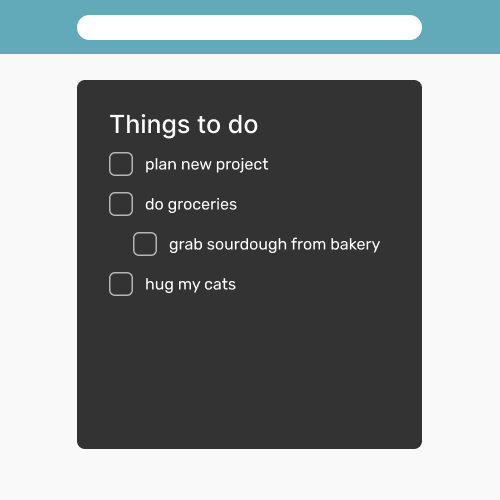 Things to do
plan new project
do groceries
grab sourdough from bakery
hug my cats